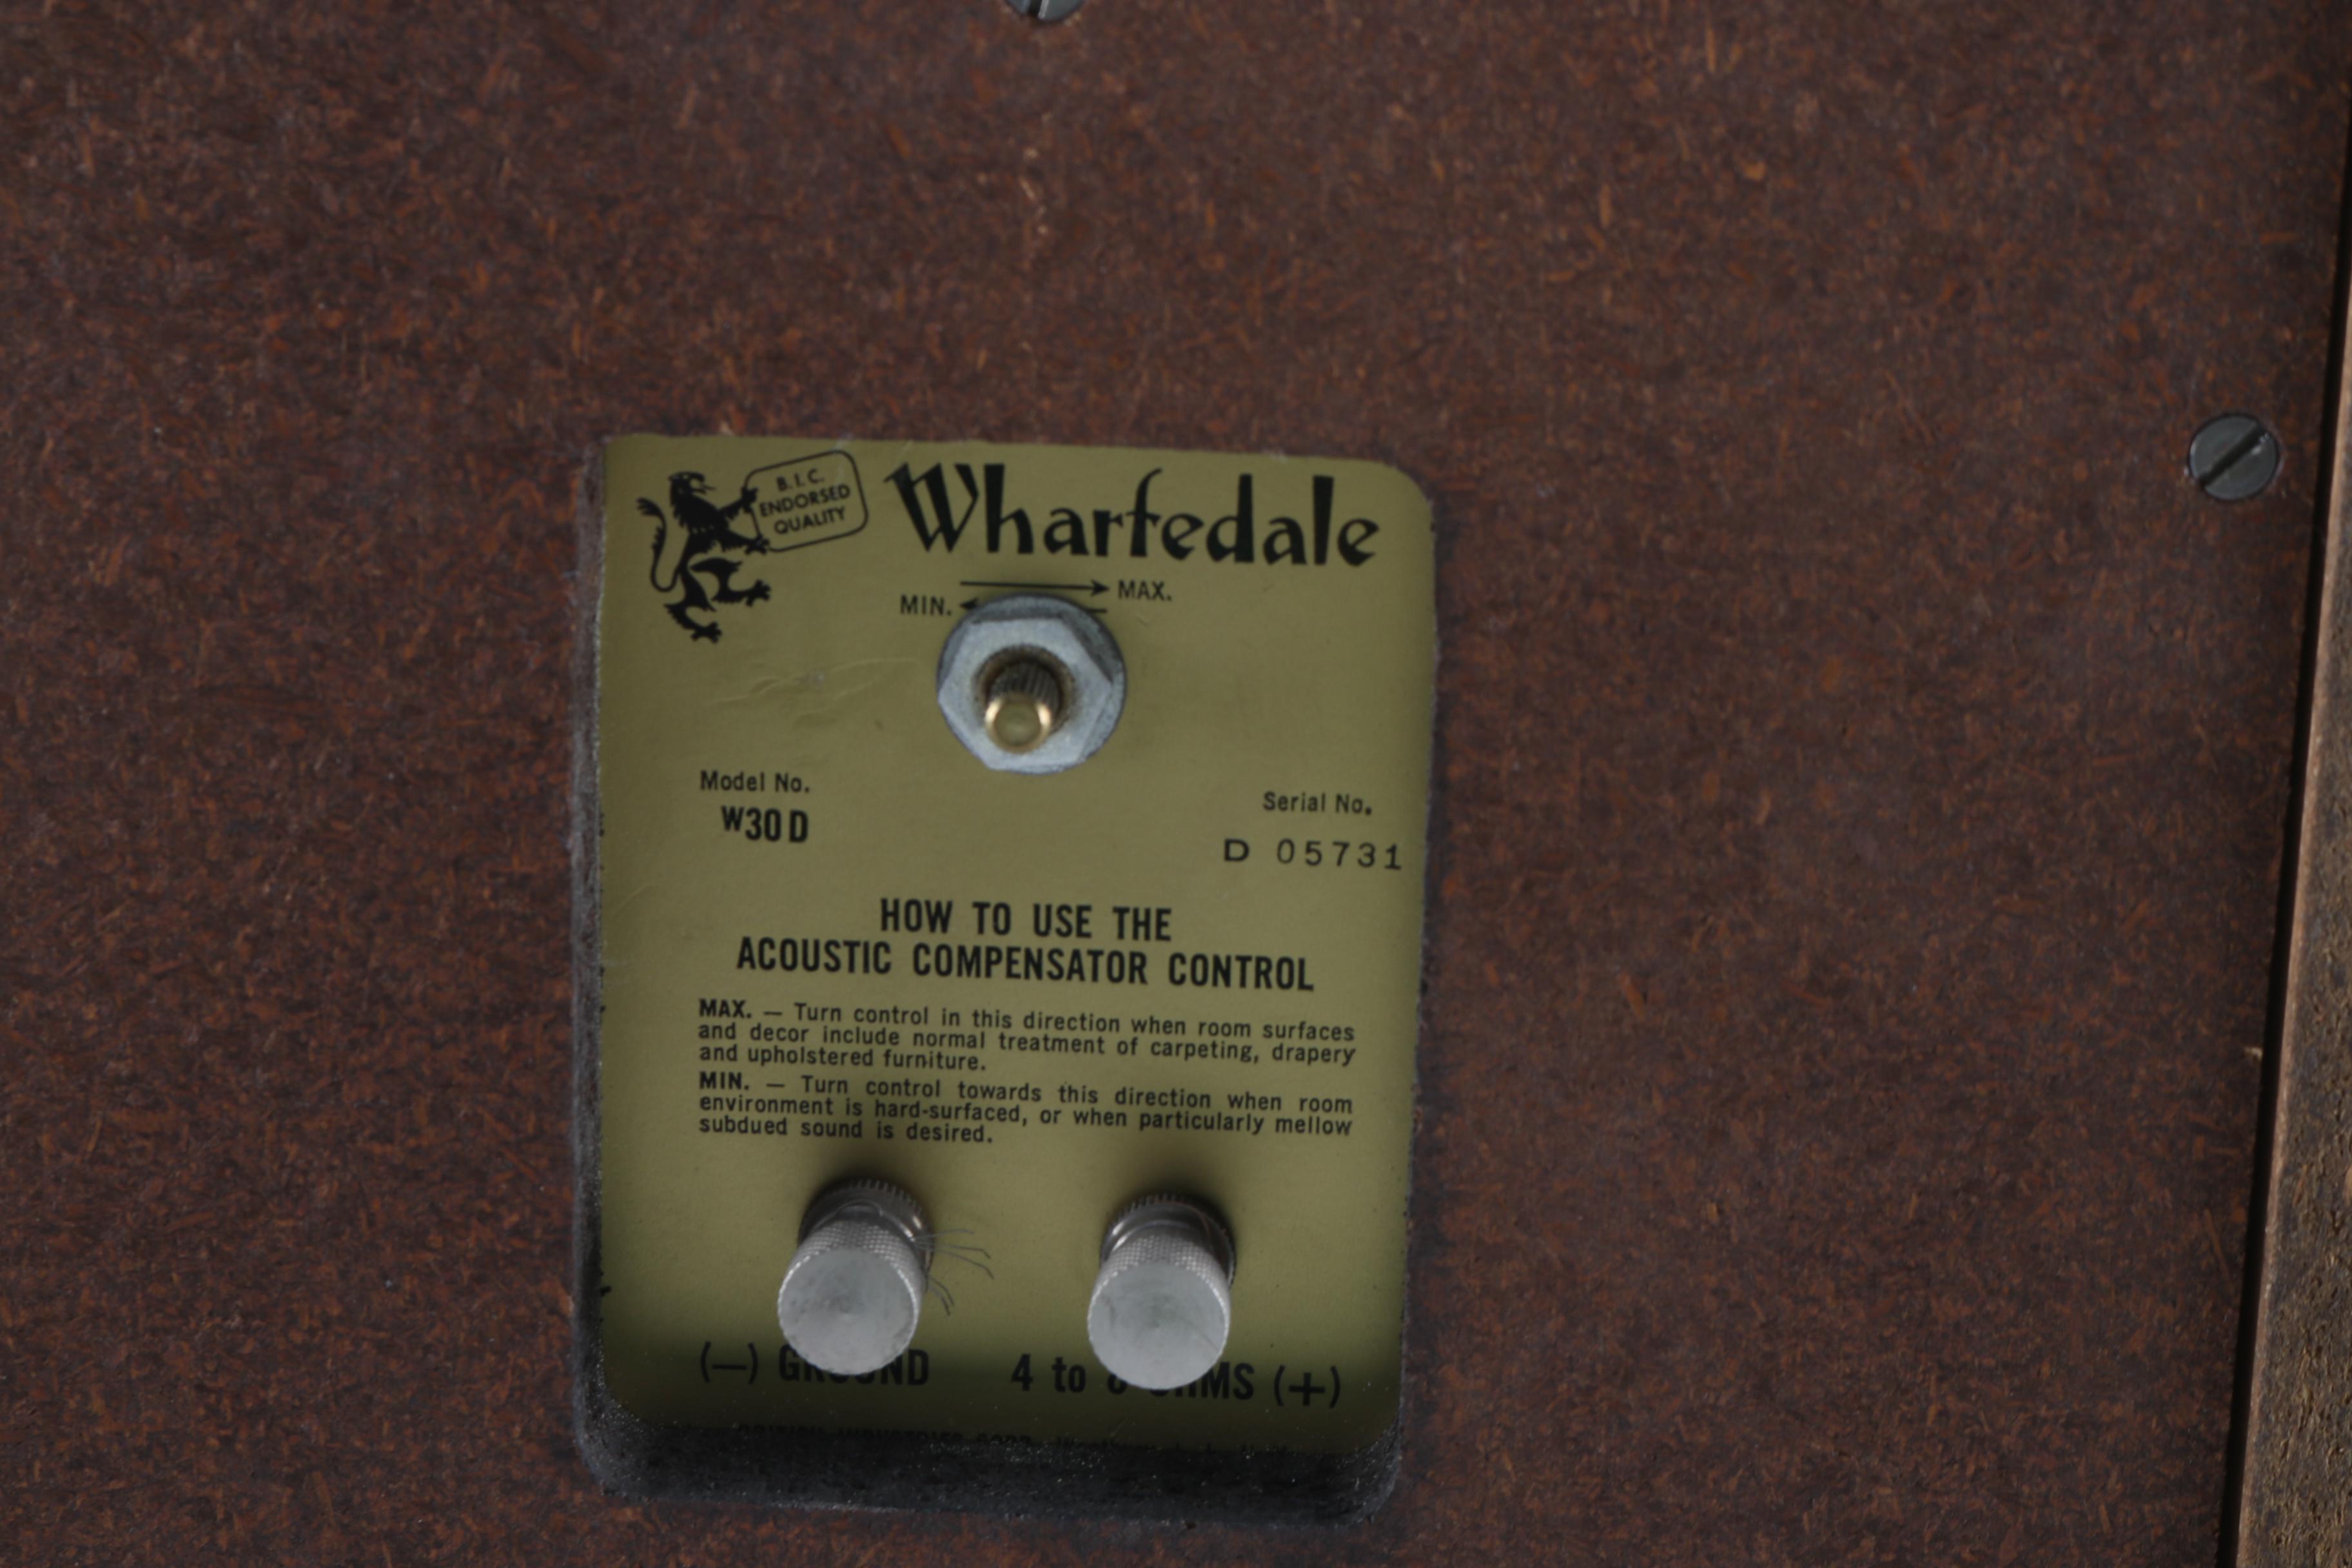 B.I.C.
ENDORSED
QUALITY
Wharfedale
MAX.
MIN.
Model No.
W30D
Serial No.
D 05731
HOW TO USE THE
ACOUSTIC COMPENSATOR CONTROL
MAX. — Turn control in this direction when room surfaces
and decor include normal treatment of carpeting, drapery
and upholstered furniture.
MIN. — Turn control towards this direction when room
environment is hard-surfaced, or when particularly mellow
subdued sound is desired.
(—) GROUND 4 to 8 OHMS (+)